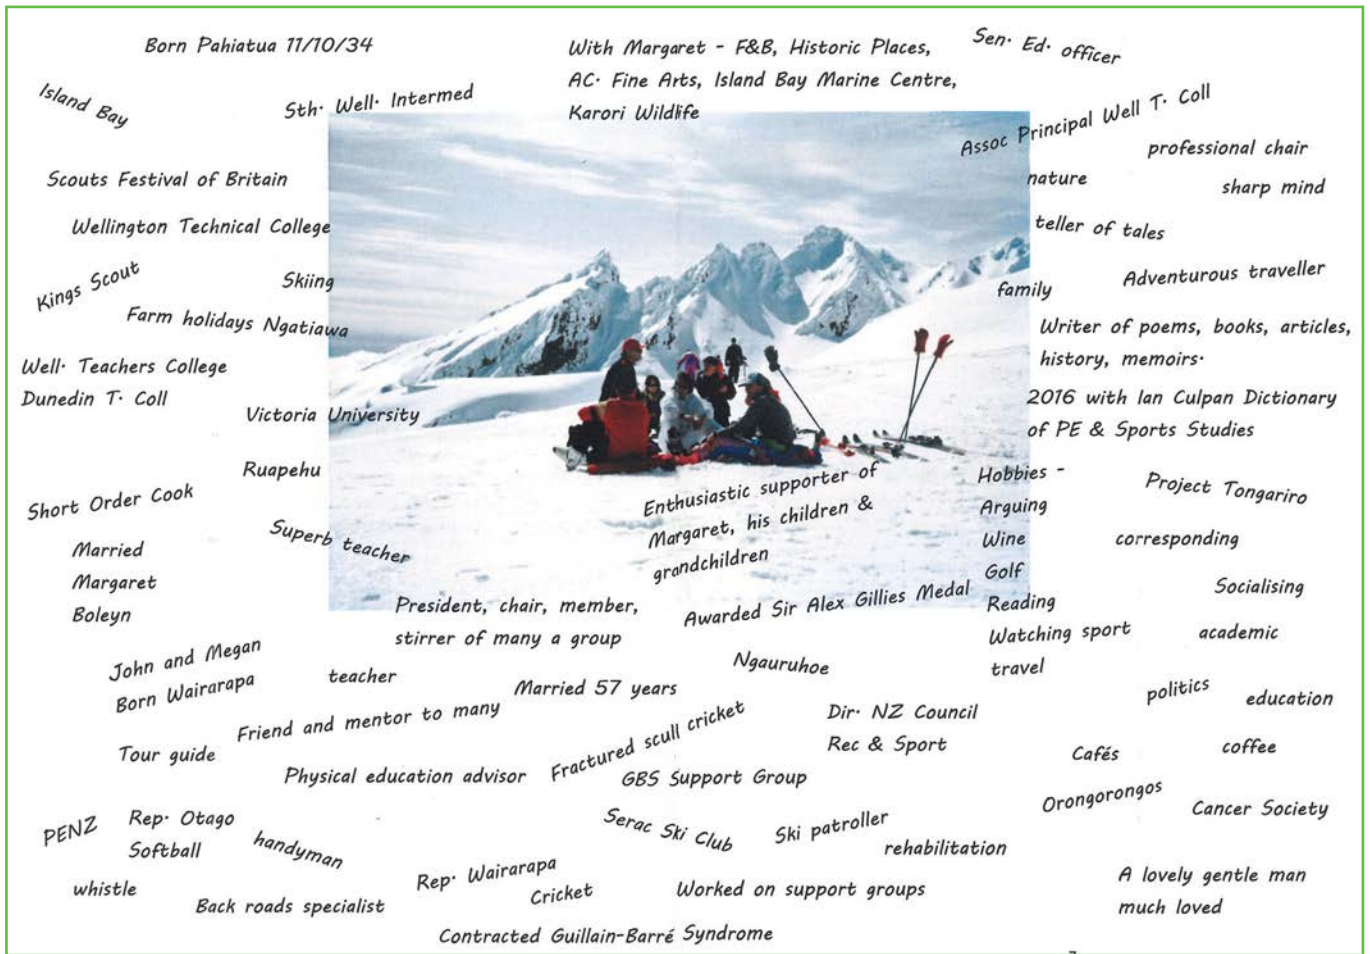 Born Pahiatua 11/10/34
With Margaret - F&B, Historic Places,
AC. Fine Arts, Island Bay Marine Centre,
Karori Wildlife
Sen. Ed. officer
Island Bay
Sth. Well. Intermed
Assoc Principal Well T. Coll
professional chair
Scouts Festival of Britain
nature
sharp mind
Wellington Technical College
teller of tales
Kings Scout
Skiing
family
Adventurous traveller
Farm holidays Ngatiawa
Writer of poems, books, articles,
history, memoirs.
Well. Teachers College
Dunedin T. Coll
Victoria University
2016 with Ian Culpan Dictionary
of PE & Sports Studies
Ruapehu
Short Order Cook
Superb teacher
Enthusiastic supporter of
Margaret, his children &
grandchildren
Hobbies -
Arguing
Wine
Golf
Reading
Watching sport
travel
Project Tongariro
corresponding
Married
Margaret
Boleyn
Socialising
President, chair, member,
stirrer of many a group
Awarded Sir Alex Gillies Medal
academic
John and Megan
Born Wairarapa
teacher
Married 57 years
Ngauruhoe
politics
education
Friend and mentor to many
Fractured scull cricket
Dir. NZ Council
Rec & Sport
Tour guide
Physical education advisor
GBS Support Group
Cafés
coffee
Orongorongos
Cancer Society
PENZ
Rep. Otago
Softball
handyman
Serac Ski Club
Ski patroller
rehabilitation
whistle
Back roads specialist
Rep. Wairarapa
Cricket
Worked on support groups
A lovely gentle man
much loved
Contracted Guillain-Barré Syndrome